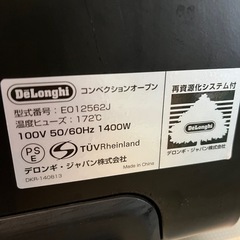 DeLonghi コンベクションオーブン
型式番号: EO12562J
温度ヒューズ: 172℃
100V 50/60Hz 1400W
PSE
TÜVRheinland
デロンギ・ジャパン株式会社
DKR-140813
Made in China
再資源化システム付
DeLonghi
デロンギ・ジャパン株式会社